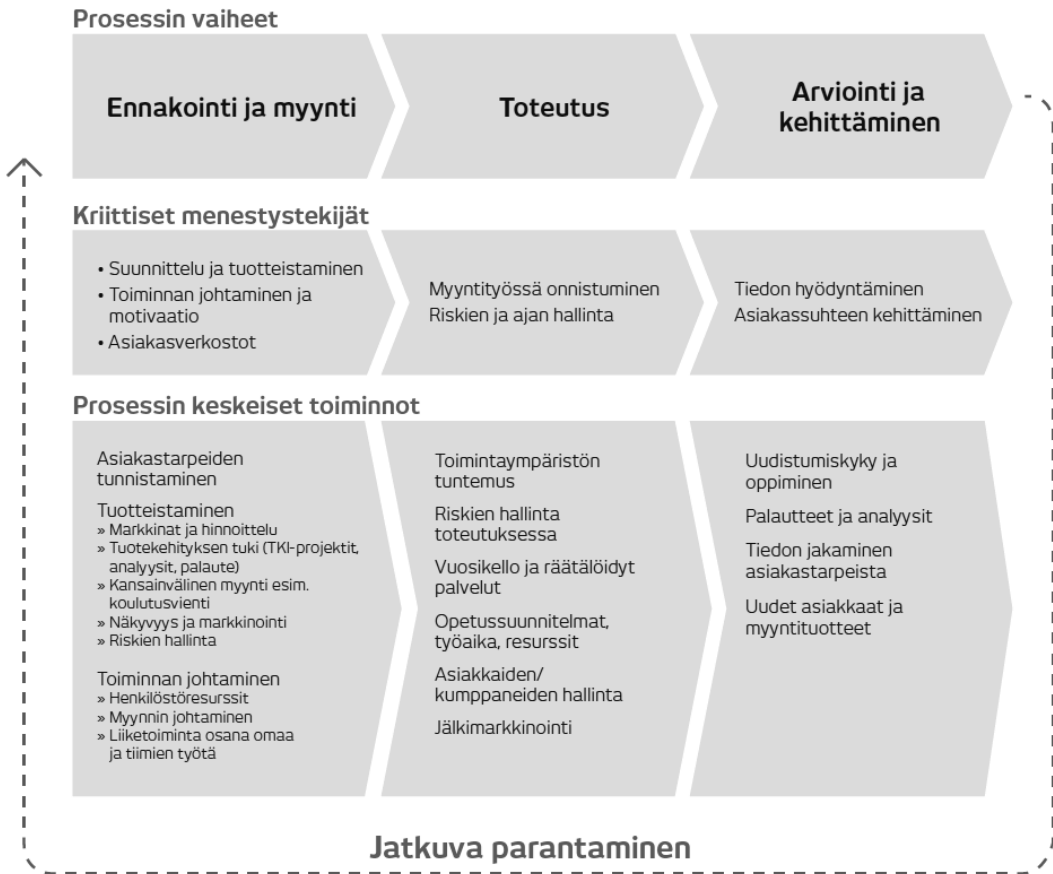 Prosessin vaiheet
Ennakointi ja myynti
Toteutus
Arviointi ja
kehittäminen
Kriittiset menestystekijät
• Suunnittelu ja tuotteistaminen
• Toiminnan johtaminen ja
motivaatio
• Asiakasverkostot
Myyntityössä onnistuminen
Riskien ja ajan hallinta
Tiedon hyödyntäminen
Asiakassuhteen kehittäminen
Prosessin keskeiset toiminnot
Asiakastarpeiden
tunnistaminen
Tuotteistaminen
» Markkinat ja hinnoittelu
» Tuotekehityksen tuki (TKI-projektit,
analyysit, palaute)
» Kansainvälinen myynti esim.
koulutusvienti
» Näkyvyys ja markkinointi
» Riskien hallinta
Toiminnan johtaminen
» Henkilöstöresurssit
» Myynnin johtaminen
» Liiketoiminta osana omaa
ja tiimien työtä
Toimintaympäristön
tuntemus
Riskien hallinta
toteutuksessa
Vuosikello ja räätälöidyt
palvelut
Opetussuunnitelmat,
työaika, resurssit
Asiakkaiden/
kumppaneiden hallinta
Jälkimarkkinointi
Uudistumiskyky ja
oppiminen
Palautteet ja analyysit
Tiedon jakaminen
asiakastarpeista
Uudet asiakkaat ja
myyntituotteet
Jatkuva parantaminen